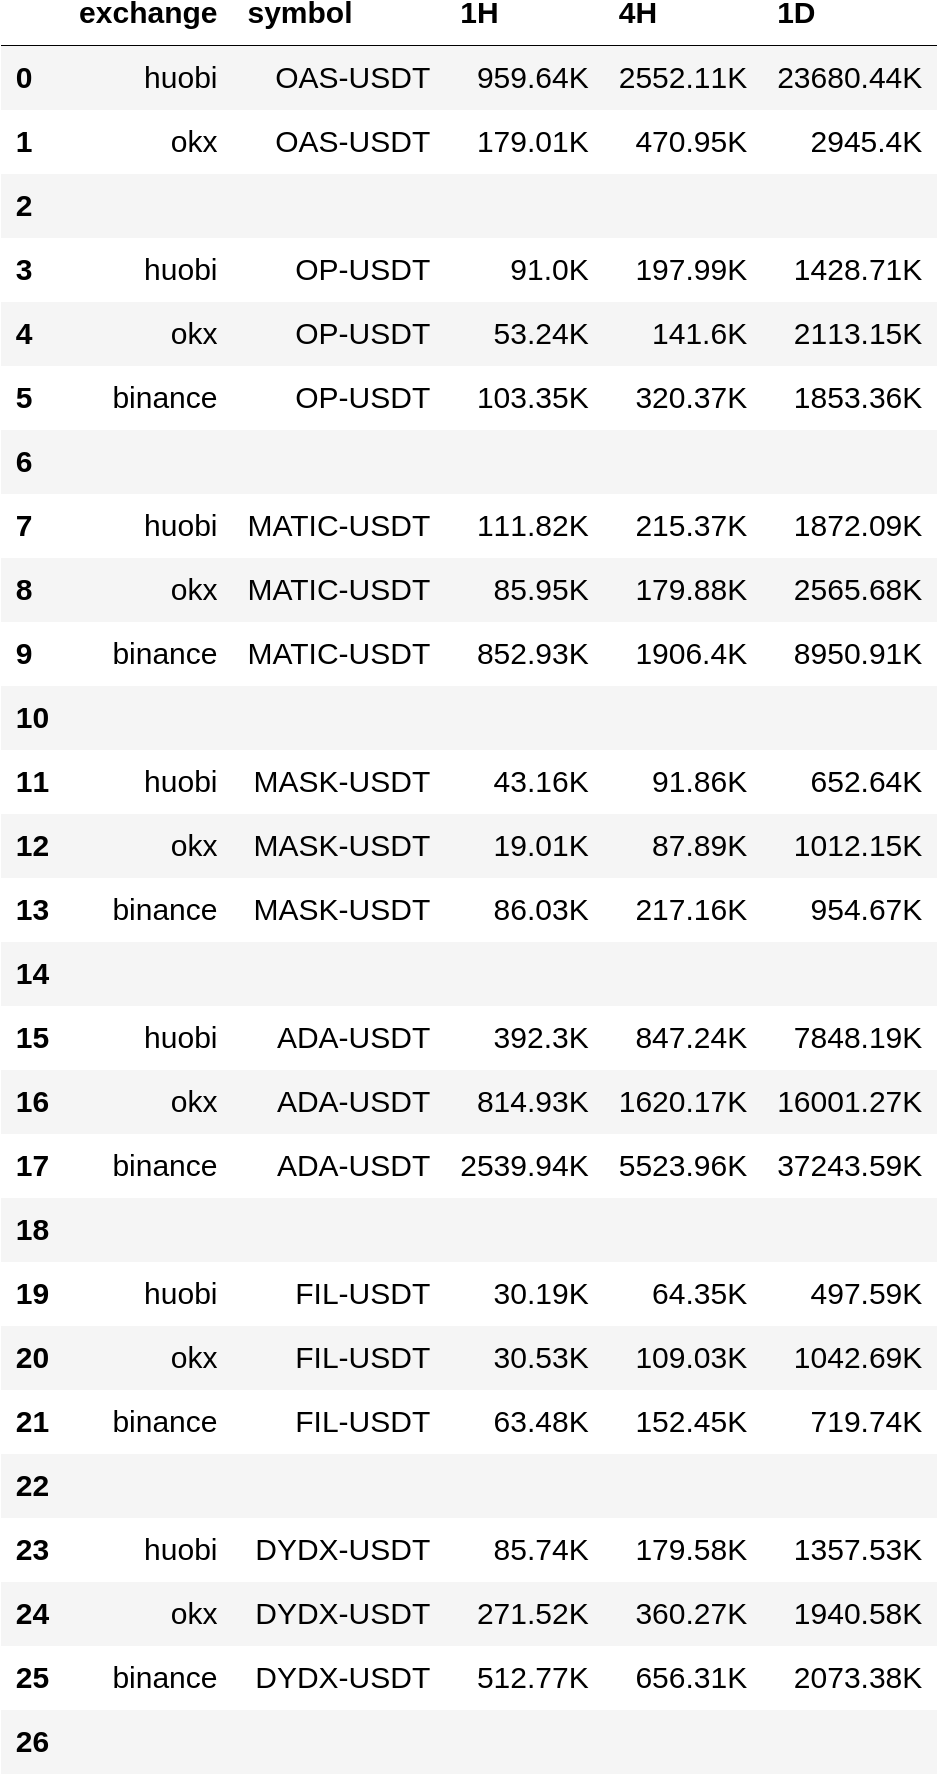 exchange symbol 1H 4H 1D
0 huobi OAS-USDT 959.64K 2552.11K 23680.44K
1 okx OAS-USDT 179.01K 470.95K 2945.4K
2
3 huobi OP-USDT 91.0K 197.99K 1428.71K
4 okx OP-USDT 53.24K 141.6K 2113.15K
5 binance OP-USDT 103.35K 320.37K 1853.36K
6
7 huobi MATIC-USDT 111.82K 215.37K 1872.09K
8 okx MATIC-USDT 85.95K 179.88K 2565.68K
9 binance MATIC-USDT 852.93K 1906.4K 8950.91K
10
11 huobi MASK-USDT 43.16K 91.86K 652.64K
12 okx MASK-USDT 19.01K 87.89K 1012.15K
13 binance MASK-USDT 86.03K 217.16K 954.67K
14
15 huobi ADA-USDT 392.3K 847.24K 7848.19K
16 okx ADA-USDT 814.93K 1620.17K 16001.27K
17 binance ADA-USDT 2539.94K 5523.96K 37243.59K
18
19 huobi FIL-USDT 30.19K 64.35K 497.59K
20 okx FIL-USDT 30.53K 109.03K 1042.69K
21 binance FIL-USDT 63.48K 152.45K 719.74K
22
23 huobi DYDX-USDT 85.74K 179.58K 1357.53K
24 okx DYDX-USDT 271.52K 360.27K 1940.58K
25 binance DYDX-USDT 512.77K 656.31K 2073.38K
26